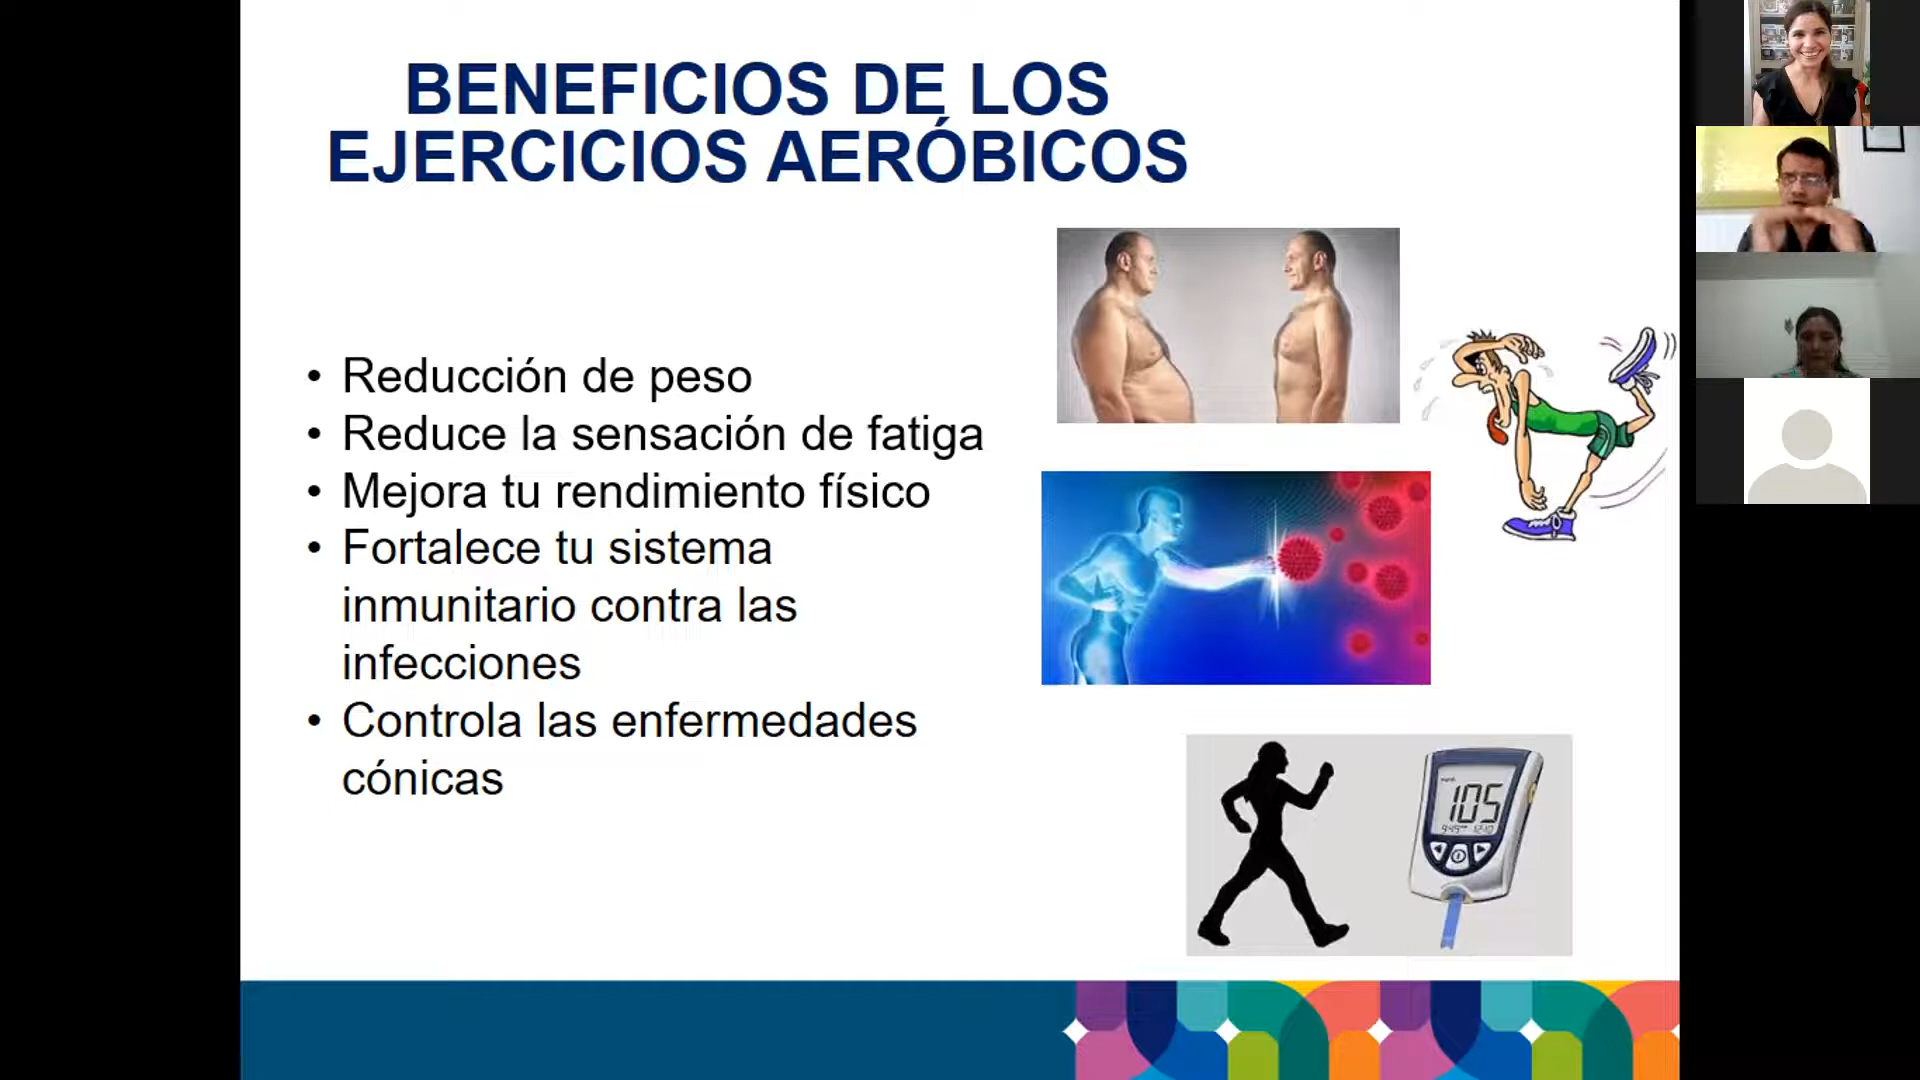 BENEFICIOS DE LOS
EJERCICIOS AERÓBICOS
• Reducción de peso
• Reduce la sensación de fatiga
• Mejora tu rendimiento físico
• Fortalece tu sistema
inmunitario contra las
infecciones
• Controla las enfermedades
cónicas
105